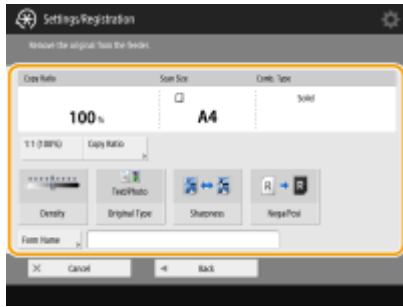 Settings/Registration
Remove the original from the feeder.
Copy Ratio
Scan Size
Comb. Type
100 %
A4
Solid
1:1 (100%)
Copy Ratio
Text/Photo
R
R
Density
Original Type
Sharpness
Nega/Posi
Form Name
Cancel
Back